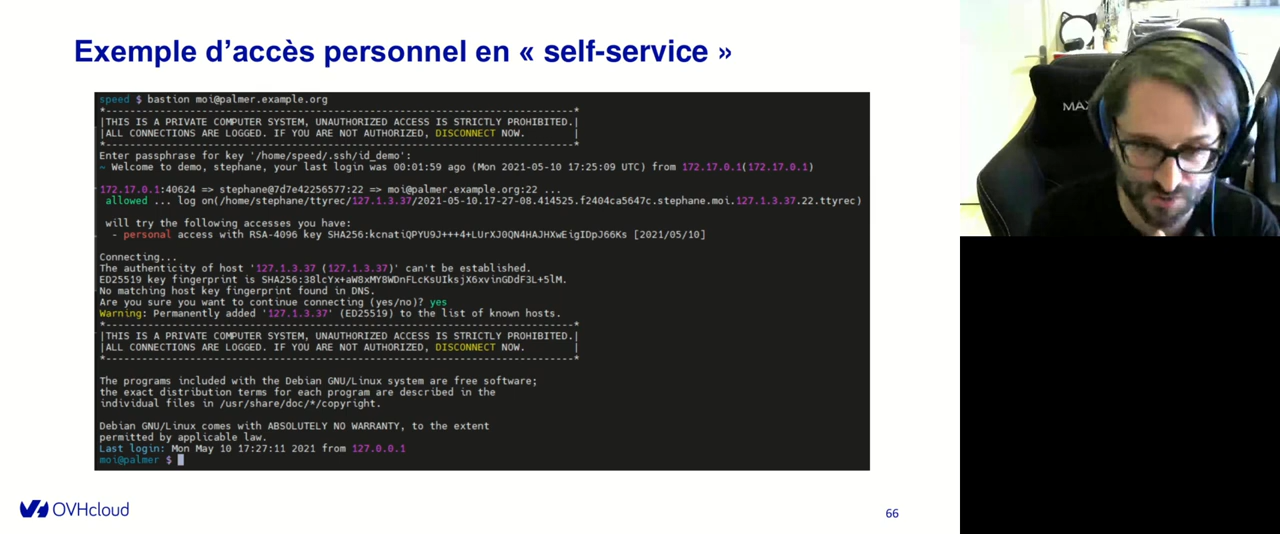 Exemple d’accès personnel en « self-service »
speed $ bastion moi@palmer.example.org
*------------------------------------------------------------------------------*
|THIS IS A PRIVATE COMPUTER SYSTEM, UNAUTHORIZED ACCESS IS STRICTLY PROHIBITED.|
|ALL CONNECTIONS ARE LOGGED. IF YOU ARE NOT AUTHORIZED, DISCONNECT NOW.        |
*------------------------------------------------------------------------------*
Enter passphrase for key '/home/speed/.ssh/id_demo':
~ Welcome to demo, stephane, your last login was 00:01:59 ago (Mon 2021-05-10 17:25:09 UTC) from 172.17.0.1(172.17.0.1)
172.17.0.1:40624 => stephane@7d7e42256577:22 => moi@palmer.example.org:22 ...
allowed ... log on(/home/stephane/ttyrec/127.1.3.37/2021-05-10.17-27-08.414525.f2404ca5647c.stephane.moi.127.1.3.37.22.ttyrec)
will try the following accesses you have:
- personal access with RSA-4096 key SHA256:kcnatiQPYU9J+++4+LUrXJ0QN4HAJHXwEigIDpJ66Ks [2021/05/10]
Connecting...
The authenticity of host '127.1.3.37 (127.1.3.37)' can't be established.
ED25519 key fingerprint is SHA256:38lcYx+aW8xMY8WDnFLcKsUIksjX6xvinGDdF3L+5lM.
No matching host key fingerprint found in DNS.
Are you sure you want to continue connecting (yes/no)? yes
Warning: Permanently added '127.1.3.37' (ED25519) to the list of known hosts.
*------------------------------------------------------------------------------*
|THIS IS A PRIVATE COMPUTER SYSTEM, UNAUTHORIZED ACCESS IS STRICTLY PROHIBITED.|
|ALL CONNECTIONS ARE LOGGED. IF YOU ARE NOT AUTHORIZED, DISCONNECT NOW.        |
*------------------------------------------------------------------------------*
The programs included with the Debian GNU/Linux system are free software;
the exact distribution terms for each program are described in the
individual files in /usr/share/doc/*/copyright.
Debian GNU/Linux comes with ABSOLUTELY NO WARRANTY, to the extent
permitted by applicable law.
Last login: Mon May 10 17:27:11 2021 from 127.0.0.1
moi@palmer $
OVHcloud
66